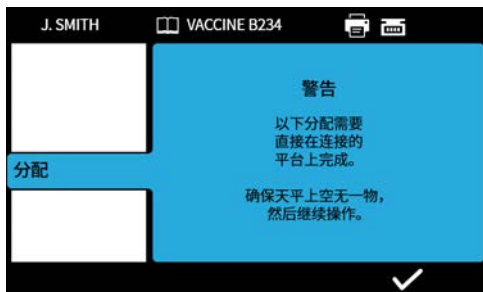 J. SMITH
VACCINE B234
分配
警告
以下分配需要
直接在连接的
平台上完成。
确保天平上空无一物，
然后继续操作。